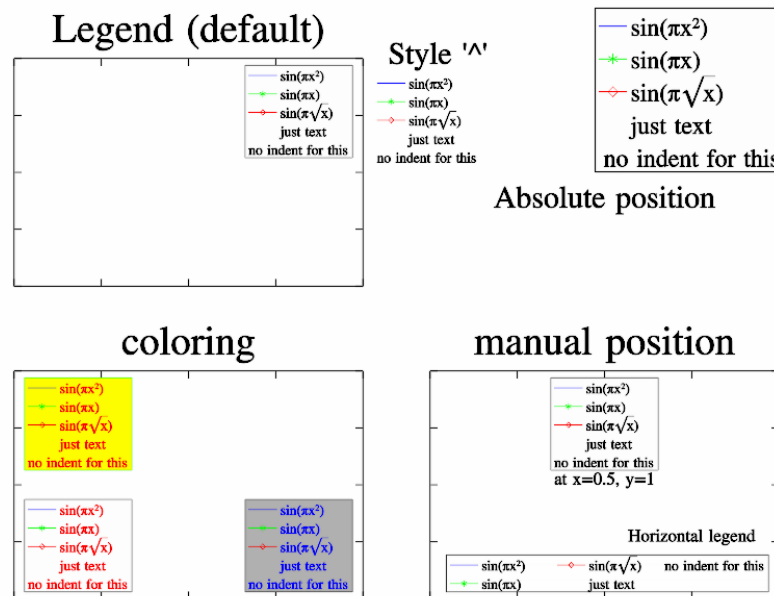 Legend (default)
sin(πx²)
sin(πx)
sin(π√x)
just text
no indent for this
Style '^'
sin(πx²)
sin(πx)
sin(π√x)
just text
no indent for this
sin(πx²)
sin(πx)
sin(π√x)
just text
no indent for this
Absolute position
coloring
sin(πx²)
sin(πx)
sin(π√x)
just text
no indent for this
sin(πx²)
sin(πx)
sin(π√x)
just text
no indent for this
sin(πx²)
sin(πx)
sin(π√x)
just text
no indent for this
manual position
sin(πx²)
sin(πx)
sin(π√x)
just text
no indent for this
at x=0.5, y=1
Horizontal legend
sin(πx²) sin(π√x) no indent for this
sin(πx) just text